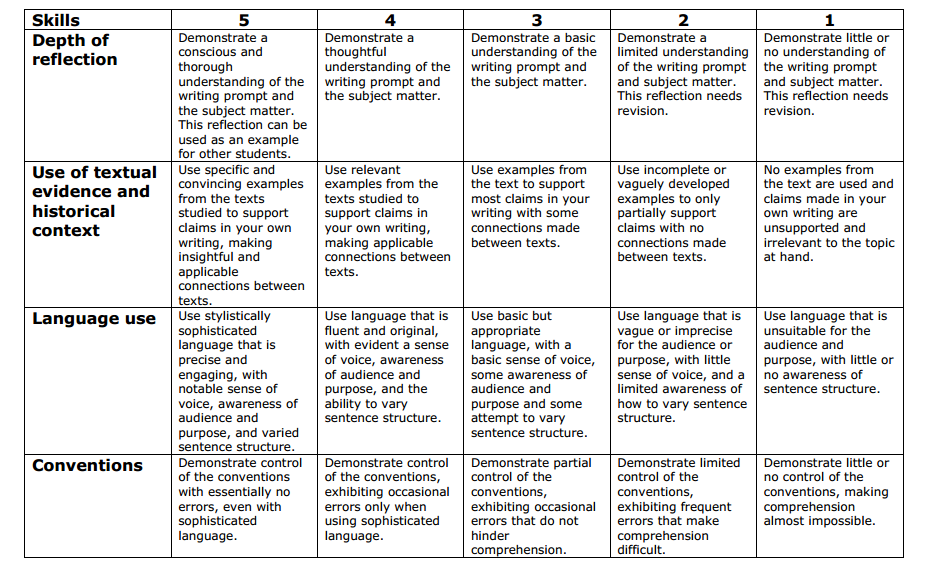 Skills 5 4 3 2 1
Depth of
reflection
Demonstrate a
conscious and
thorough
understanding of the
writing prompt and
the subject matter.
This reflection can be
used as an example
for other students.
Demonstrate a
thoughtful
understanding of the
writing prompt and
the subject matter.
Demonstrate a basic
understanding of the
writing prompt and
the subject matter.
Demonstrate a
limited understanding
of the writing prompt
and subject matter.
This reflection needs
revision.
Demonstrate little or
no understanding of
the writing prompt
and subject matter.
This reflection needs
revision.
Use of textual
evidence and
historical
context
Use specific and
convincing examples
from the texts
studied to support
claims in your own
writing, making
insightful and
applicable
connections between
texts.
Use relevant
examples from the
texts studied to
support claims in
your own writing,
making applicable
connections between
texts.
Use examples from
the text to support
most claims in your
writing with some
connections made
between texts.
Use incomplete or
vaguely developed
examples to only
partially support
claims with no
connections made
between texts.
No examples from
the text are used and
claims made in your
own writing are
unsupported and
irrelevant to the topic
at hand.
Language use
Use stylistically
sophisticated
language that is
precise and
engaging, with
notable sense of
voice, awareness of
audience and
purpose, and varied
sentence structure.
Use language that is
fluent and original,
with evident a sense
of voice, awareness
of audience and
purpose, and the
ability to vary
sentence structure.
Use basic but
appropriate
language, with a
basic sense of voice,
some awareness of
audience and
purpose and some
attempt to vary
sentence structure.
Use language that is
vague or imprecise
for the audience or
purpose, with little
sense of voice, and a
limited awareness of
how to vary sentence
structure.
Use language that is
unsuitable for the
audience and
purpose, with little or
no awareness of
sentence structure.
Conventions
Demonstrate control
of the conventions
with essentially no
errors, even with
sophisticated
language.
Demonstrate control
of the conventions,
exhibiting occasional
errors only when
using sophisticated
language.
Demonstrate partial
control of the
conventions,
exhibiting occasional
errors that do not
hinder
comprehension.
Demonstrate limited
control of the
conventions,
exhibiting frequent
errors that make
comprehension
difficult.
Demonstrate little or
no control of the
conventions, making
comprehension
almost impossible.